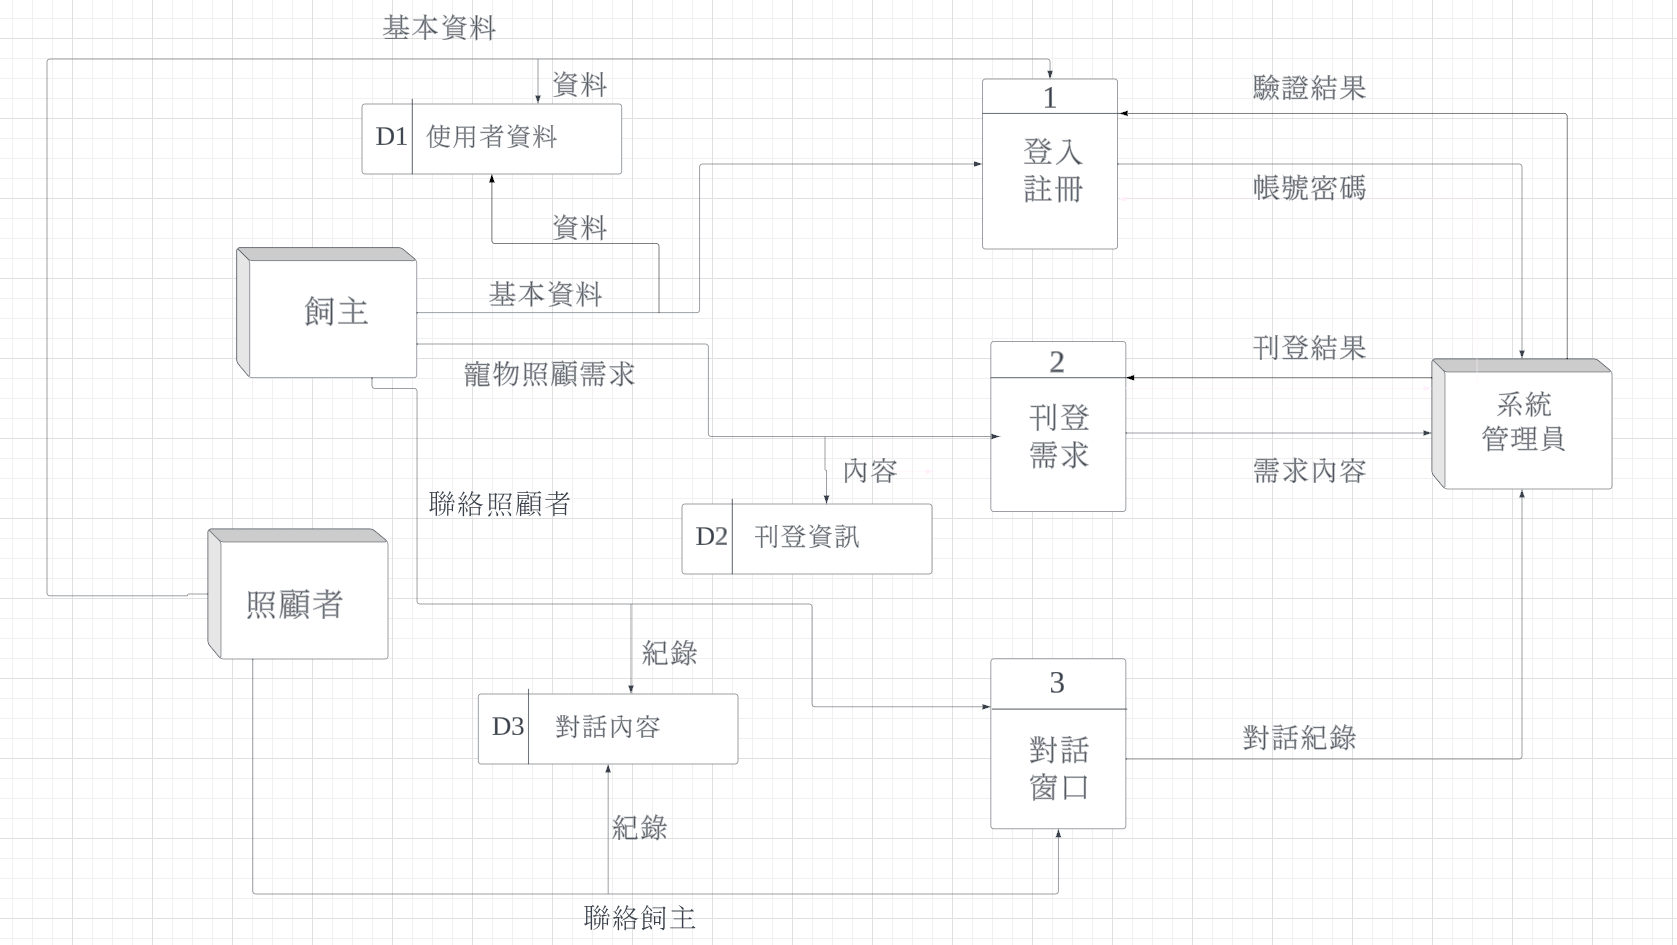 基本資料
資料
D1
使用者資料
1
登入
註冊
驗證結果
帳號密碼
資料
基本資料
飼主
寵物照顧需求
2
刊登
需求
刊登結果
系統
管理員
需求內容
內容
聯絡照顧者
D2
刊登資訊
照顧者
紀錄
3
對話
窗口
D3
對話內容
對話紀錄
紀錄
聯絡飼主